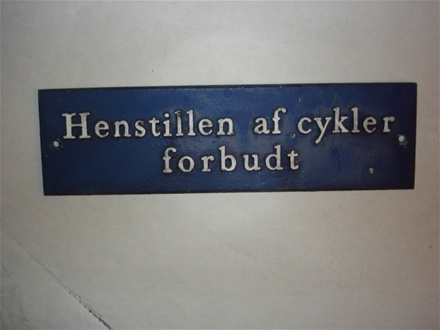 Henstillen af cykler
forbudt